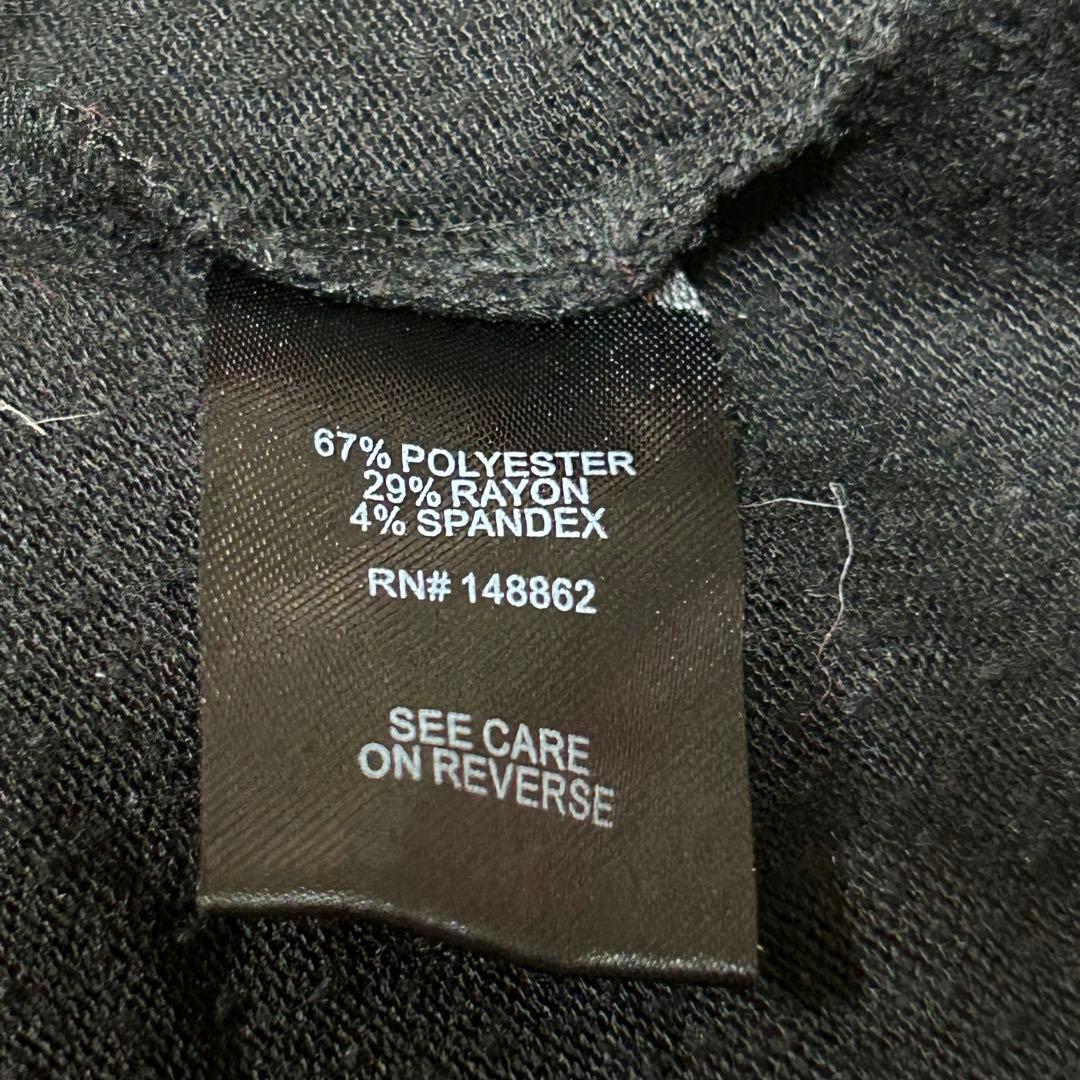 67% POLYESTER
29% RAYON
4% SPANDEX
RN# 148862
SEE CARE
ON REVERSE